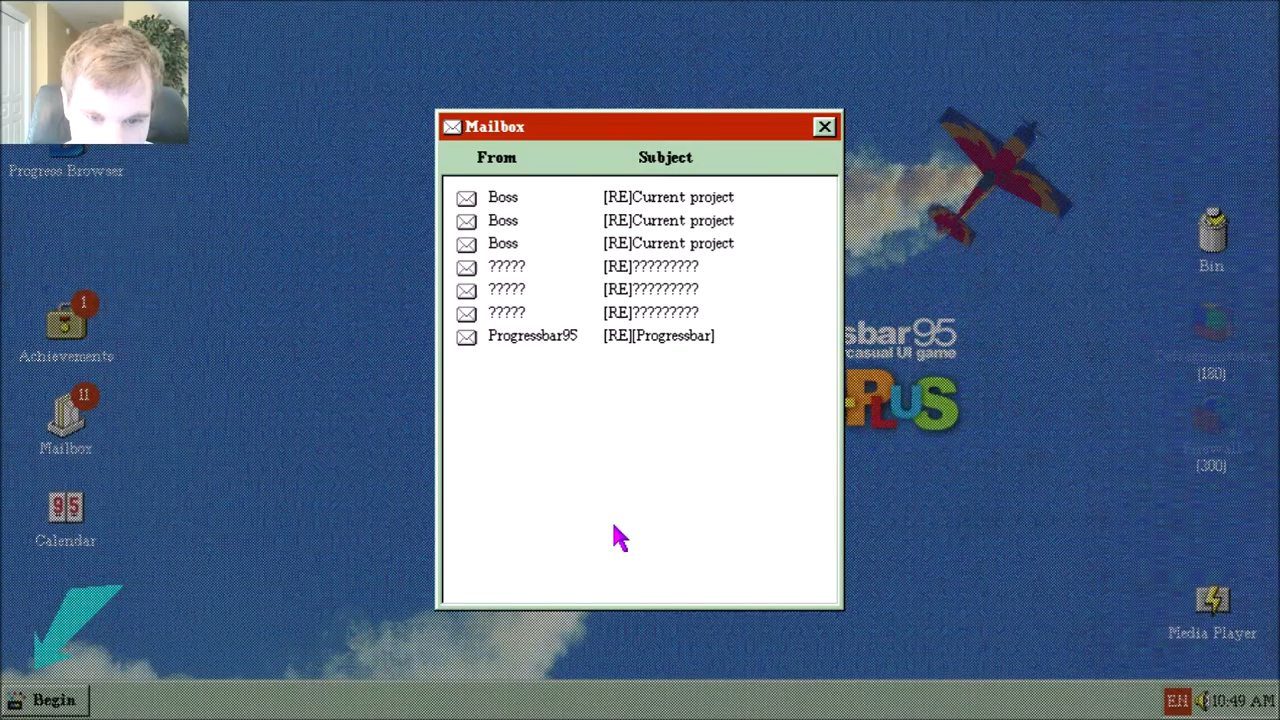 Mailbox
From Subject
Boss [RE]Current project
Boss [RE]Current project
Boss [RE]Current project
????? [RE]?????????
????? [RE]?????????
????? [RE]?????????
Progressbar95 [RE][Progressbar]
Progress Browser
1
Achievements
11
Mailbox
95
Calendar
Begin
sbar95
casual UI game
PLUS
Bin
(120)
(300)
Media Player
EN 10:49 AM